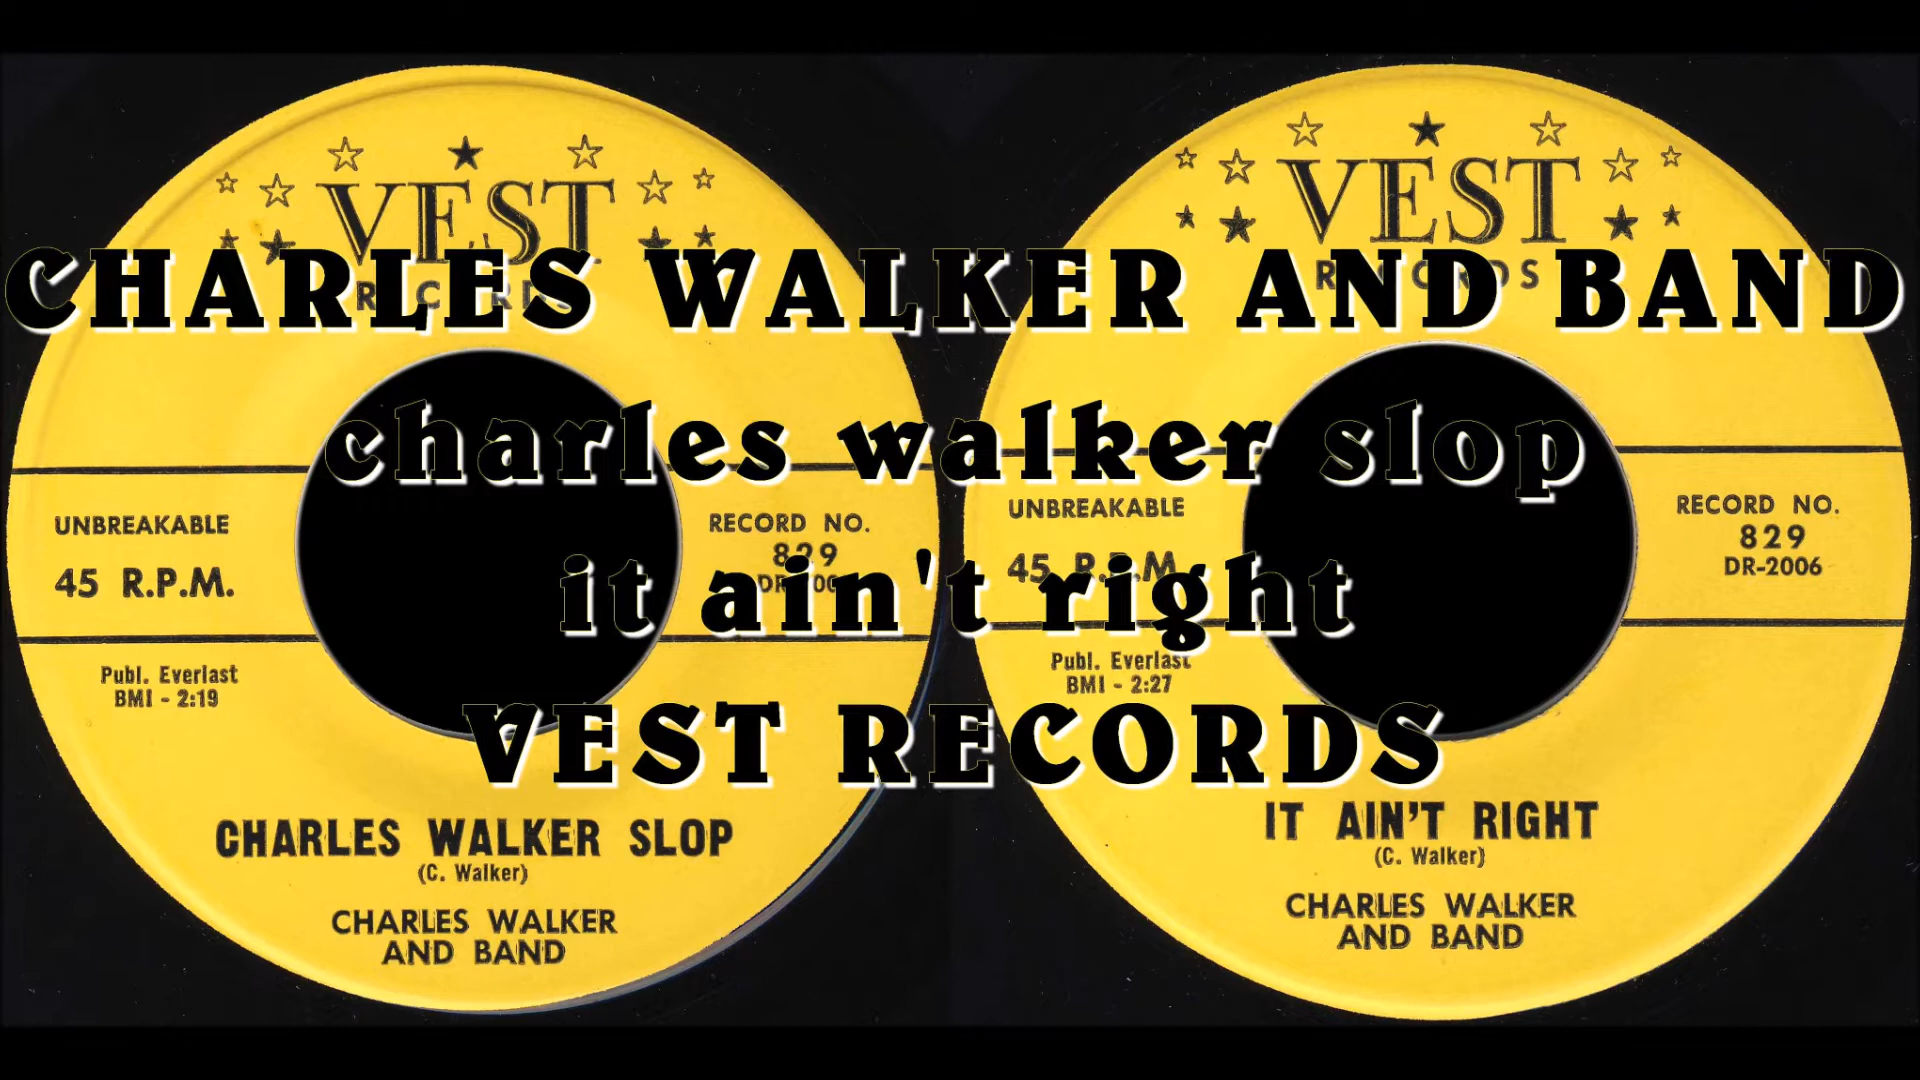 CHARLES WALKER AND BAND
charles walker slop
it ain't right
VEST RECORDS
VEST
UNBREAKABLE
45 R.P.M.
RECORD NO.
829
Publ. Everlast
BMI - 2:19
CHARLES WALKER SLOP
(C. Walker)
CHARLES WALKER
AND BAND
VEST
RECORDS
UNBREAKABLE
45 R.P.M.
RECORD NO.
829
DR-2006
Publ. Everlast
BMI - 2:27
IT AIN'T RIGHT
(C. Walker)
CHARLES WALKER
AND BAND